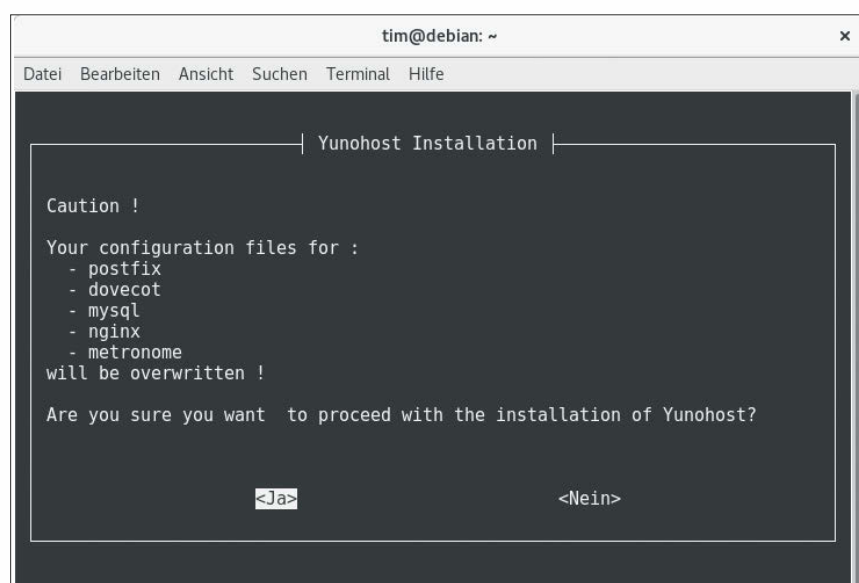 tim@debian: ~ ×
Datei Bearbeiten Ansicht Suchen Terminal Hilfe
Yunohost Installation
Caution !
Your configuration files for :
- postfix
- dovecot
- mysql
- nginx
- metronome
will be overwritten !
Are you sure you want  to proceed with the installation of Yunohost?
<Ja> <Nein>